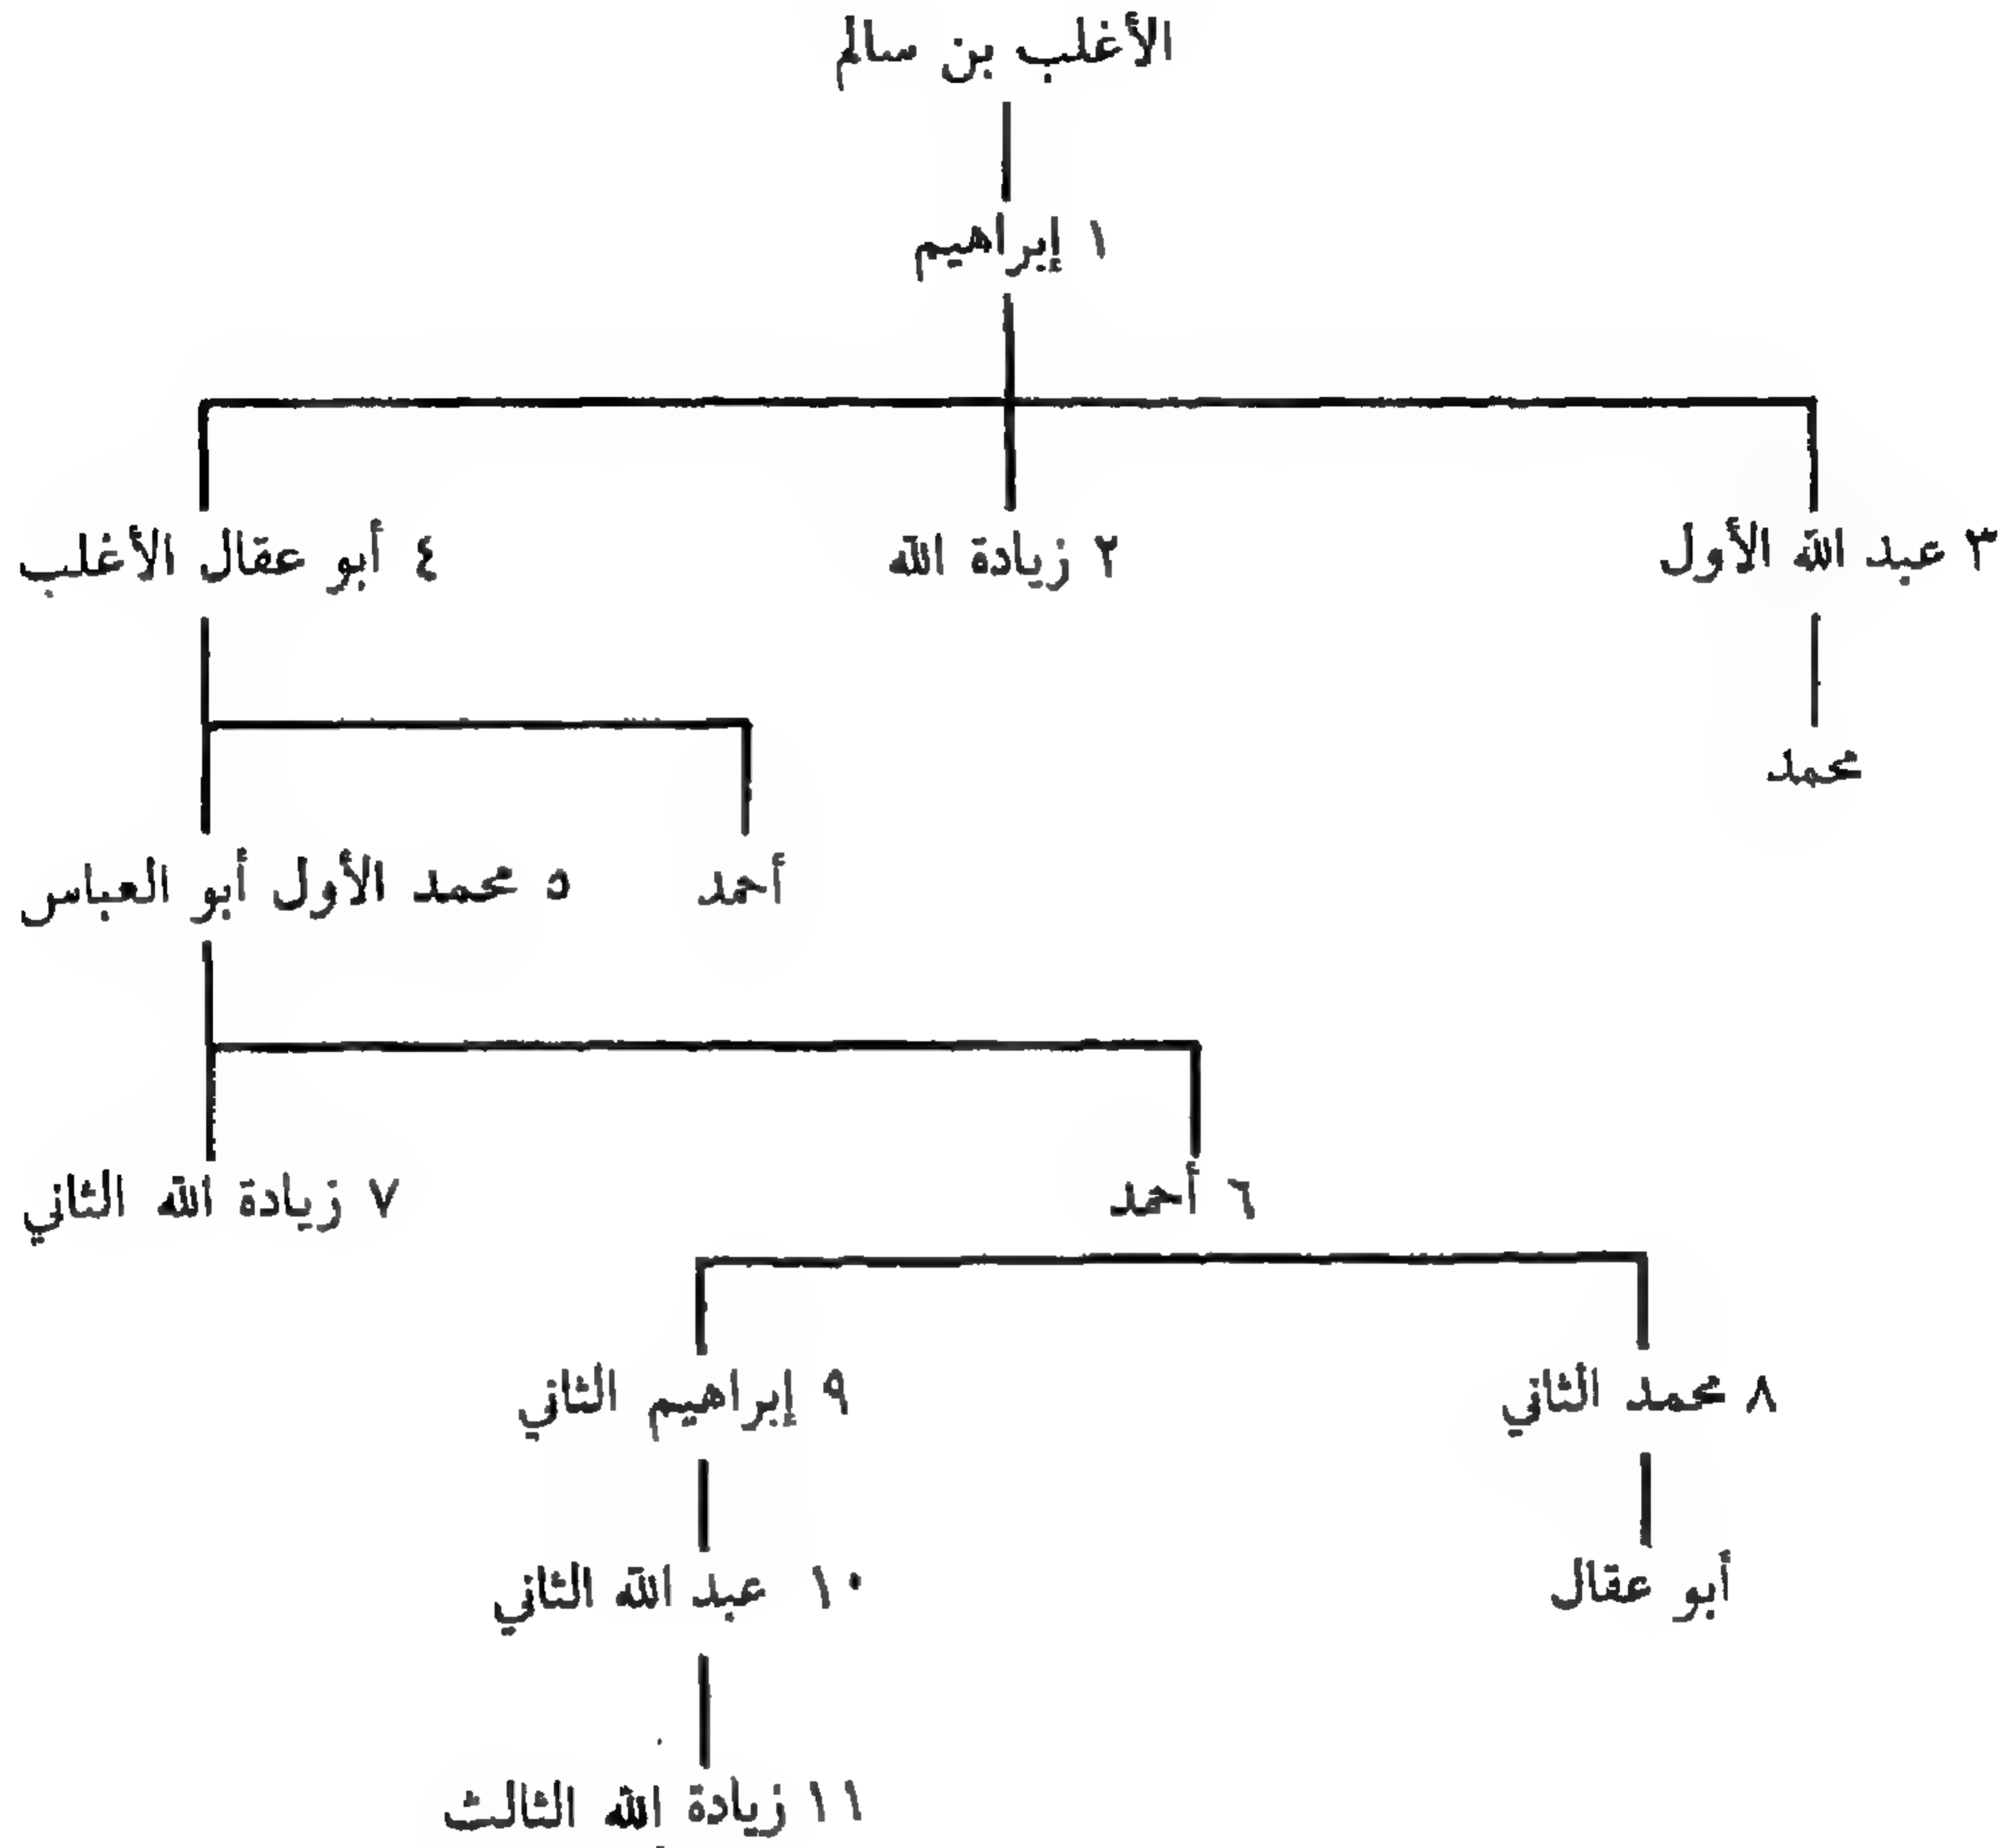 الأغلب بن سالم
١ إبراهيم
٣ عبد الله الأول
٢ زيادة الله
٤ أبو عقال الأغلب
محمد
أحمد
٥ محمد الأول أبو العباس
٦ أحمد
٧ زيادة الله الثاني
٨ محمد الثاني
٩ إبراهيم الثاني
أبو عقال
١٠ عبد الله الثاني
١١ زيادة الله الثالث